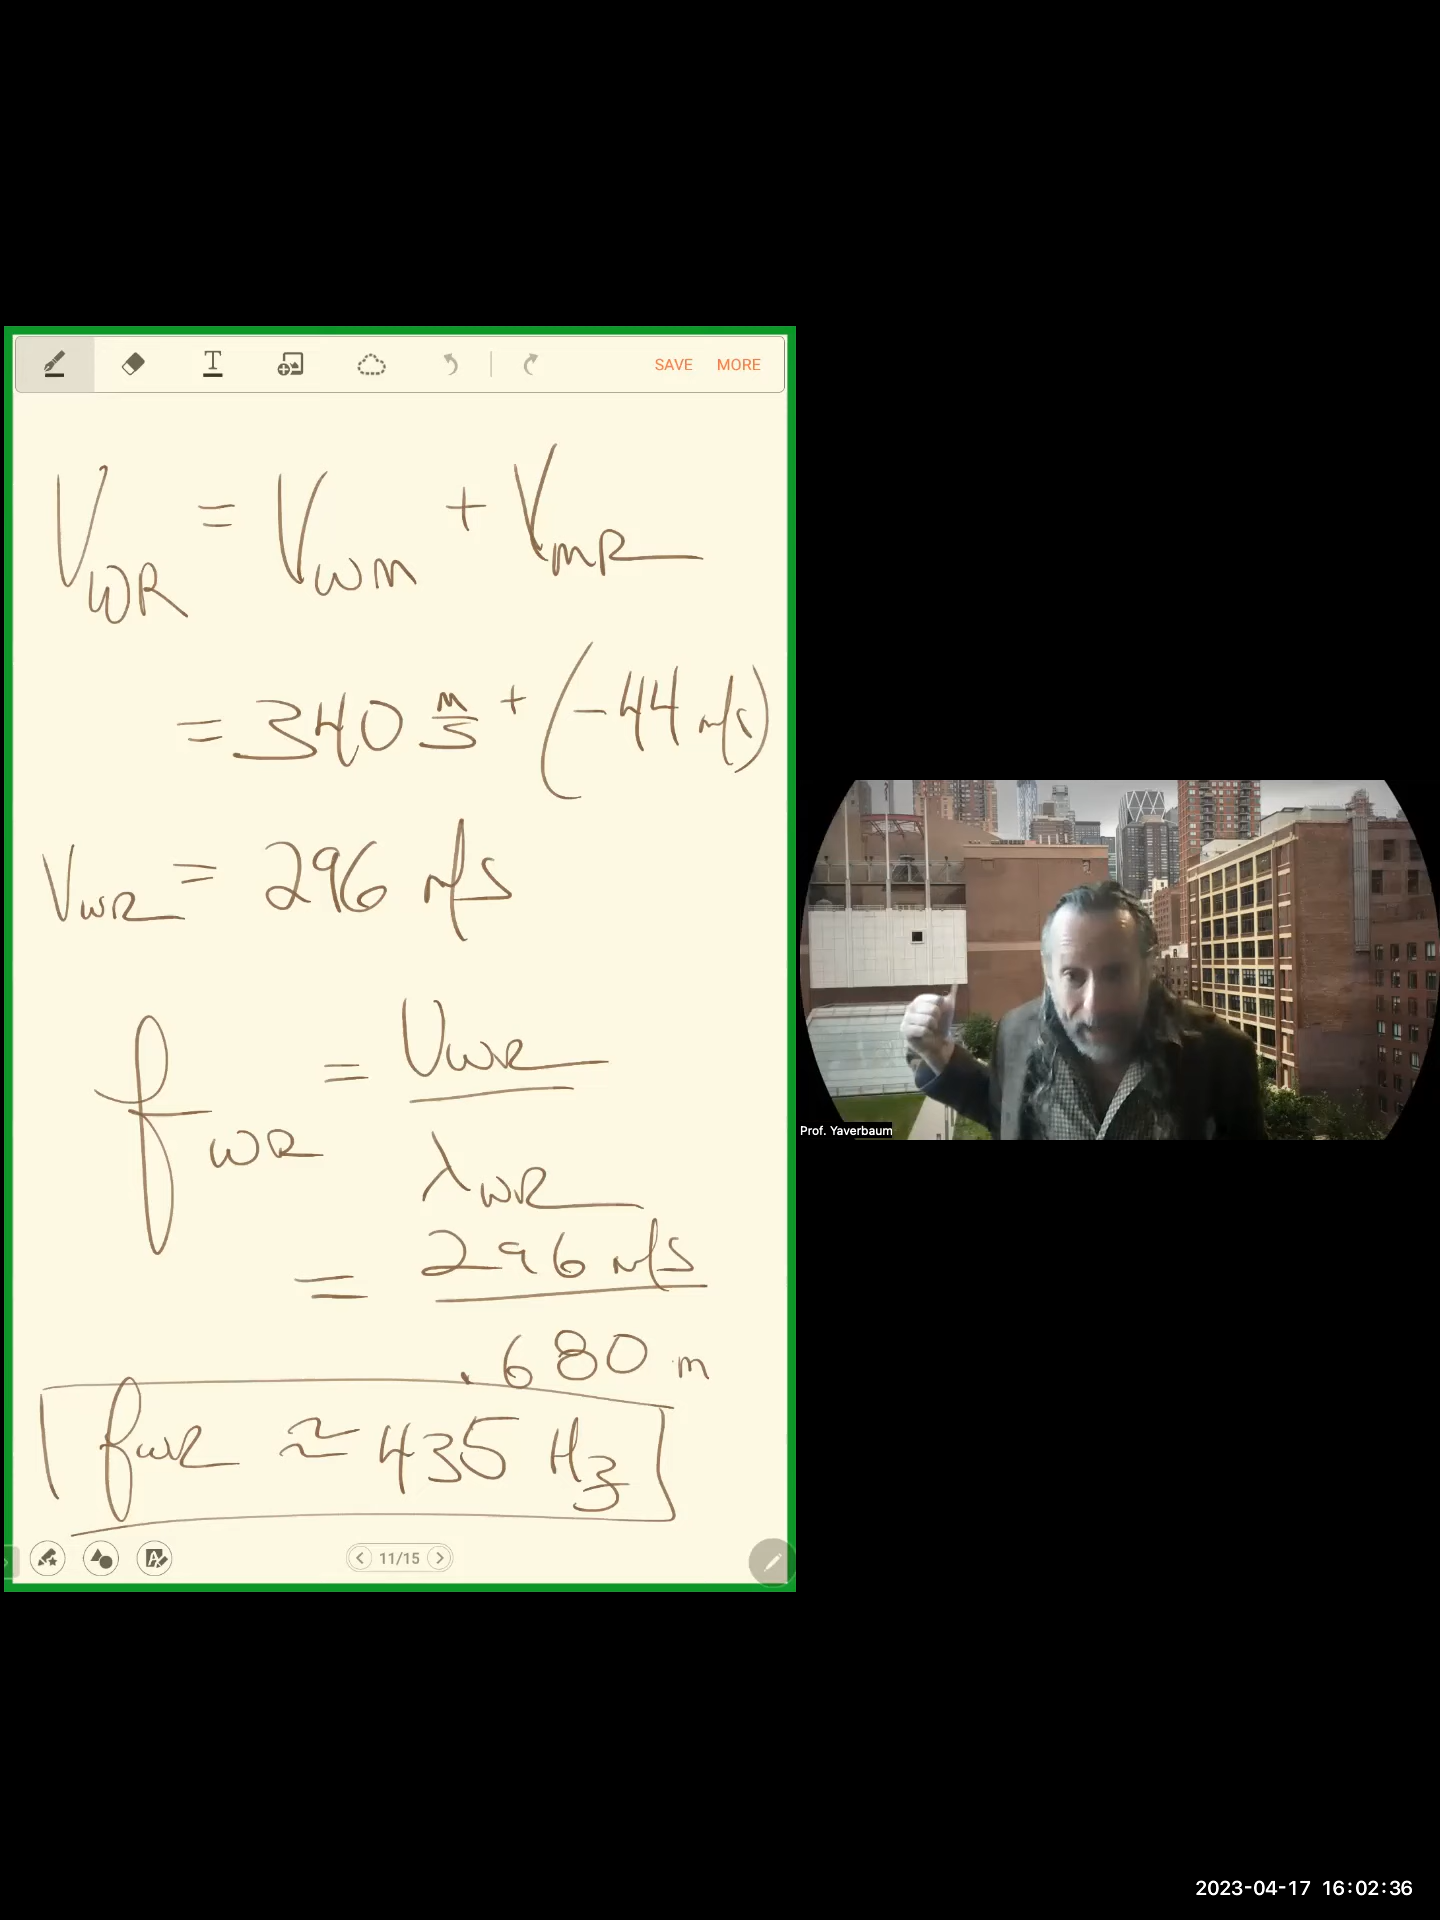 SAVE MORE
V_WR = V_WM + V_MR
= 340 m/s + (-44 m/s)
V_WR = 296 m/s
f_WR = V_WR / λ_WR
= 296 m/s / .680 m
f_WR ≈ 435 Hz
11/15
Prof. Yaverbaum
2023-04-17 16:02:36